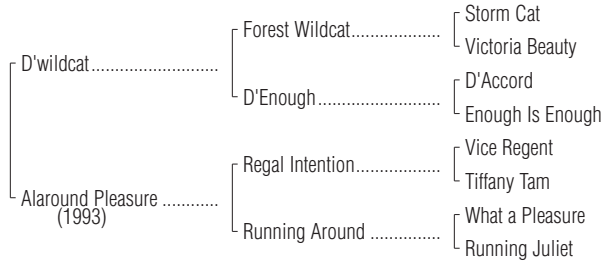 Storm Cat
Forest Wildcat....................
Victoria Beauty
D'wildcat.............................
D'Accord
D'Enough............................
Enough Is Enough
Vice Regent
Regal Intention...................
Tiffany Tam
Alaround Pleasure .............
(1993)
What a Pleasure
Running Around ................
Running Juliet